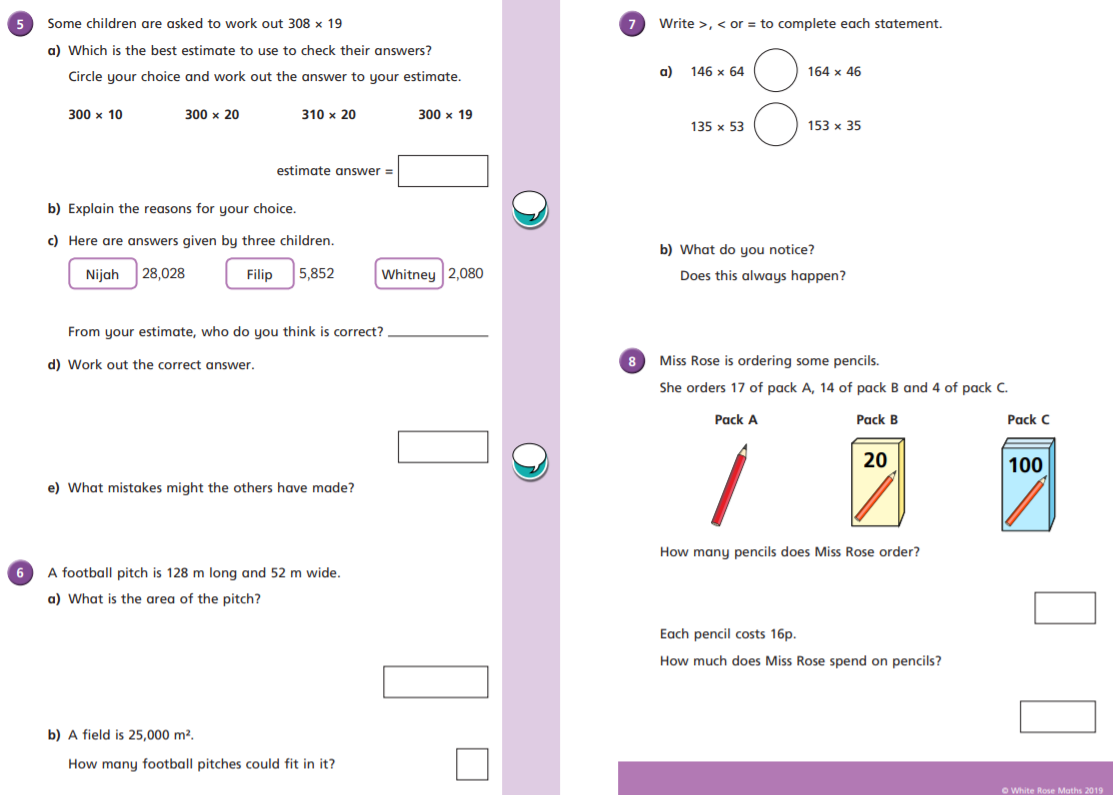 5 Some children are asked to work out 308 × 19
a) Which is the best estimate to use to check their answers?
Circle your choice and work out the answer to your estimate.
300 × 10 300 × 20 310 × 20 300 × 19
estimate answer =
b) Explain the reasons for your choice.
c) Here are answers given by three children.
Nijah 28,028 Filip 5,852 Whitney 2,080
From your estimate, who do you think is correct?
d) Work out the correct answer.
e) What mistakes might the others have made?
6 A football pitch is 128 m long and 52 m wide.
a) What is the area of the pitch?
b) A field is 25,000 m².
How many football pitches could fit in it?
7 Write >, < or = to complete each statement.
a) 146 × 64 164 × 46
135 × 53 153 × 35
b) What do you notice?
Does this always happen?
8 Miss Rose is ordering some pencils.
She orders 17 of pack A, 14 of pack B and 4 of pack C.
Pack A Pack B Pack C
20 100
How many pencils does Miss Rose order?
Each pencil costs 16p.
How much does Miss Rose spend on pencils?
© White Rose Maths 2019